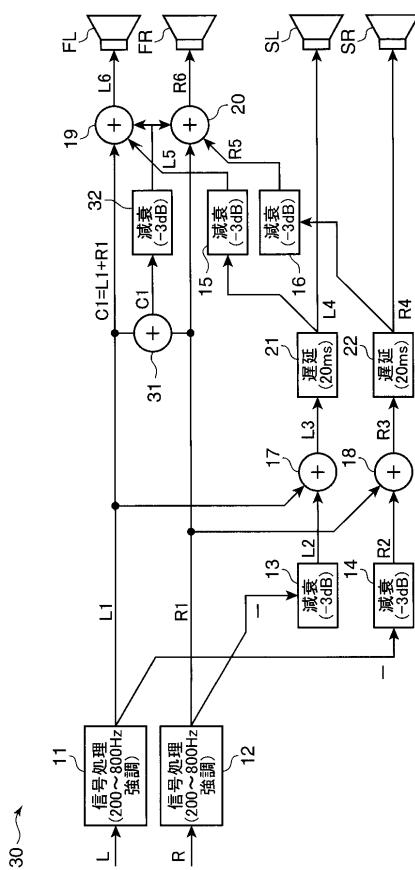 30
L
R
11
信号処理
(200~800Hz
強調)
信号処理
(200~800Hz
強調)
12
L1
R1
C1=L1+R1
31
+
C1
32
減衰
(-3dB)
19
+
20
+
L6
R6
FL
FR
L5
R5
15
減衰
(-3dB)
減衰
(-3dB)
16
−
−
13
減衰
(-3dB)
14
減衰
(-3dB)
L2
R2
17
+
18
+
L3
R3
21
遅延
(20ms)
22
遅延
(20ms)
L4
R4
SL
SR